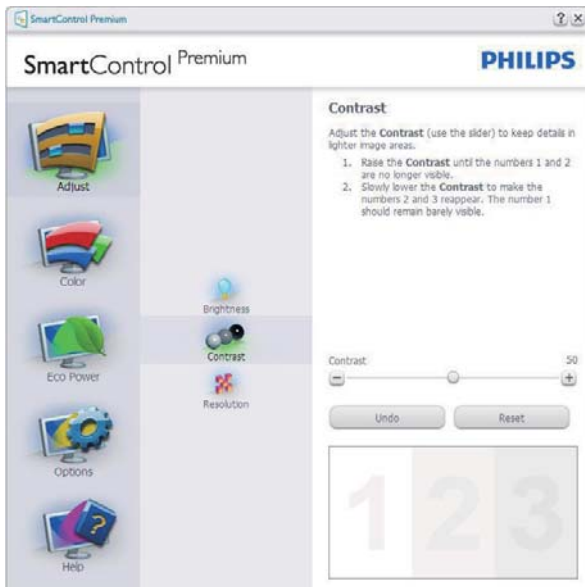 SmartControl Premium
? ×
SmartControl Premium
PHILIPS
Adjust
Color
Eco Power
Options
Help
Brightness
Contrast
Resolution
Contrast
Adjust the Contrast (use the slider) to keep details in
lighter image areas.
1. Raise the Contrast until the numbers 1 and 2
are no longer visible.
2. Slowly lower the Contrast to make the
numbers 2 and 3 reappear. The number 1
should remain barely visible.
Contrast 50
− +
Undo Reset
1 2 3